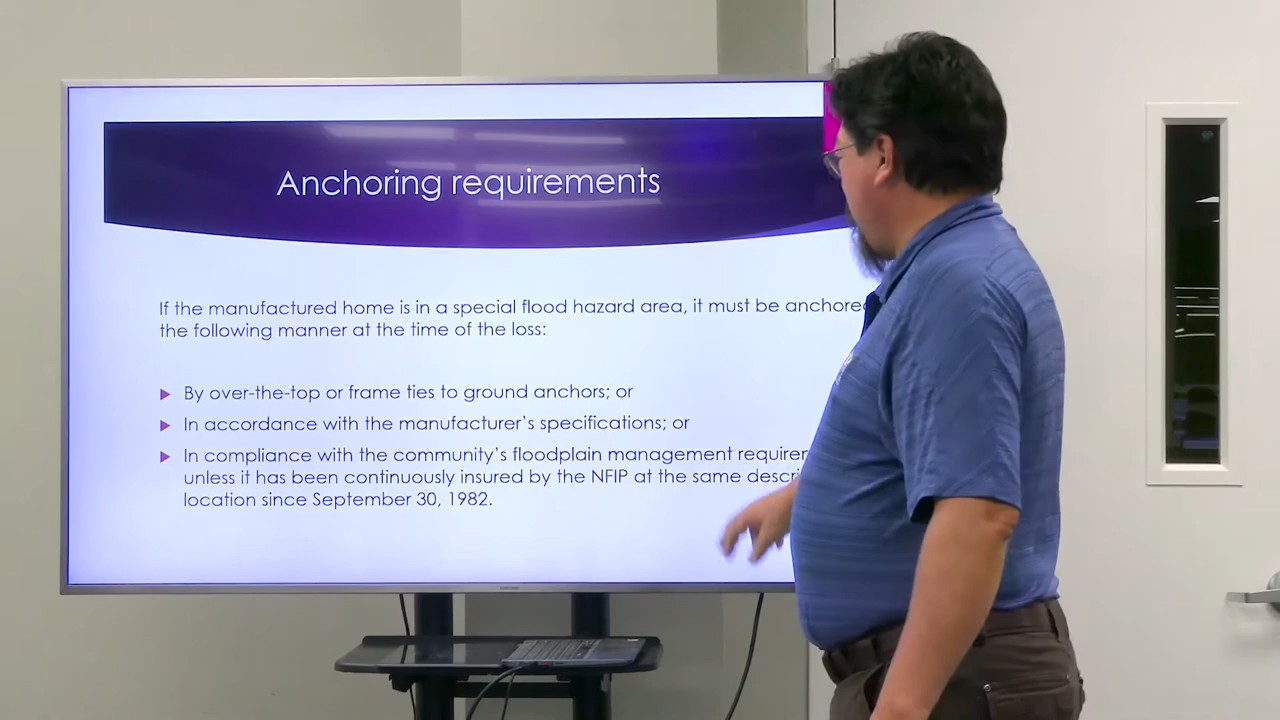 Anchoring requirements
If the manufactured home is in a special flood hazard area, it must be anchored
the following manner at the time of the loss:
By over-the-top or frame ties to ground anchors; or
In accordance with the manufacturer's specifications; or
In compliance with the community's floodplain management
unless it has been continuously insured by the NFIP at the same
location since September 30, 1982.